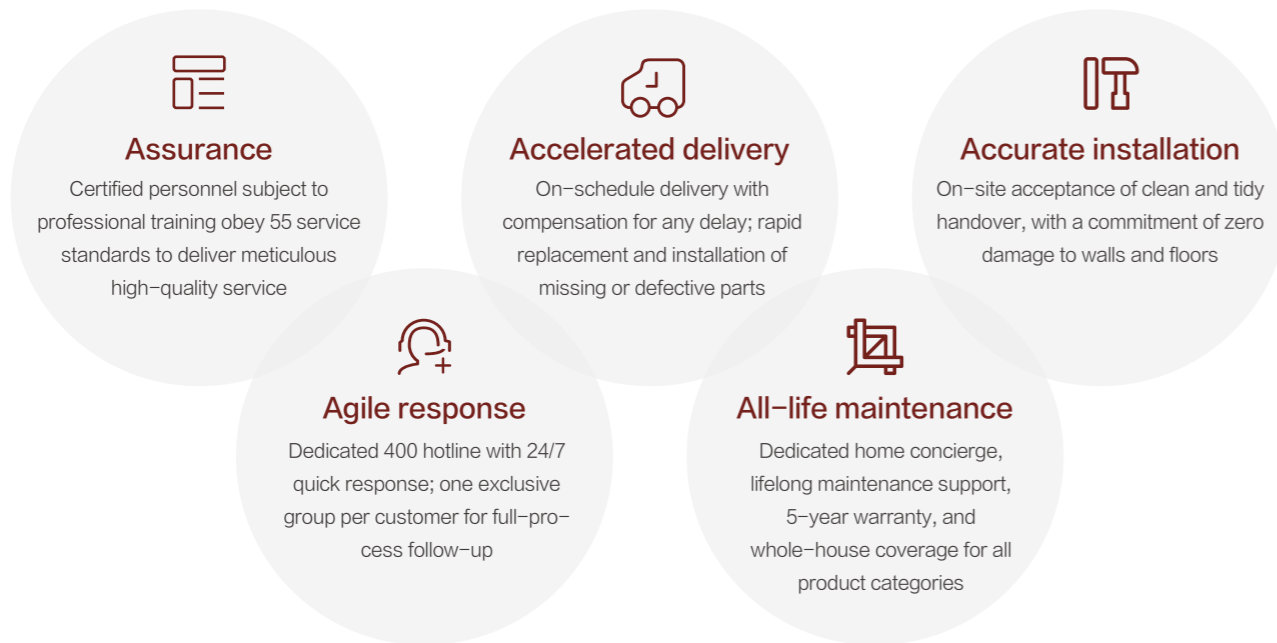 Assurance
Certified personnel subject to
professional training obey 55 service
standards to deliver meticulous
high-quality service
Accelerated delivery
On-schedule delivery with
compensation for any delay; rapid
replacement and installation of
missing or defective parts
Accurate installation
On-site acceptance of clean and tidy
handover, with a commitment of zero
damage to walls and floors
Agile response
Dedicated 400 hotline with 24/7
quick response; one exclusive
group per customer for full-pro-
cess follow-up
All-life maintenance
Dedicated home concierge,
lifelong maintenance support,
5-year warranty, and
whole-house coverage for all
product categories